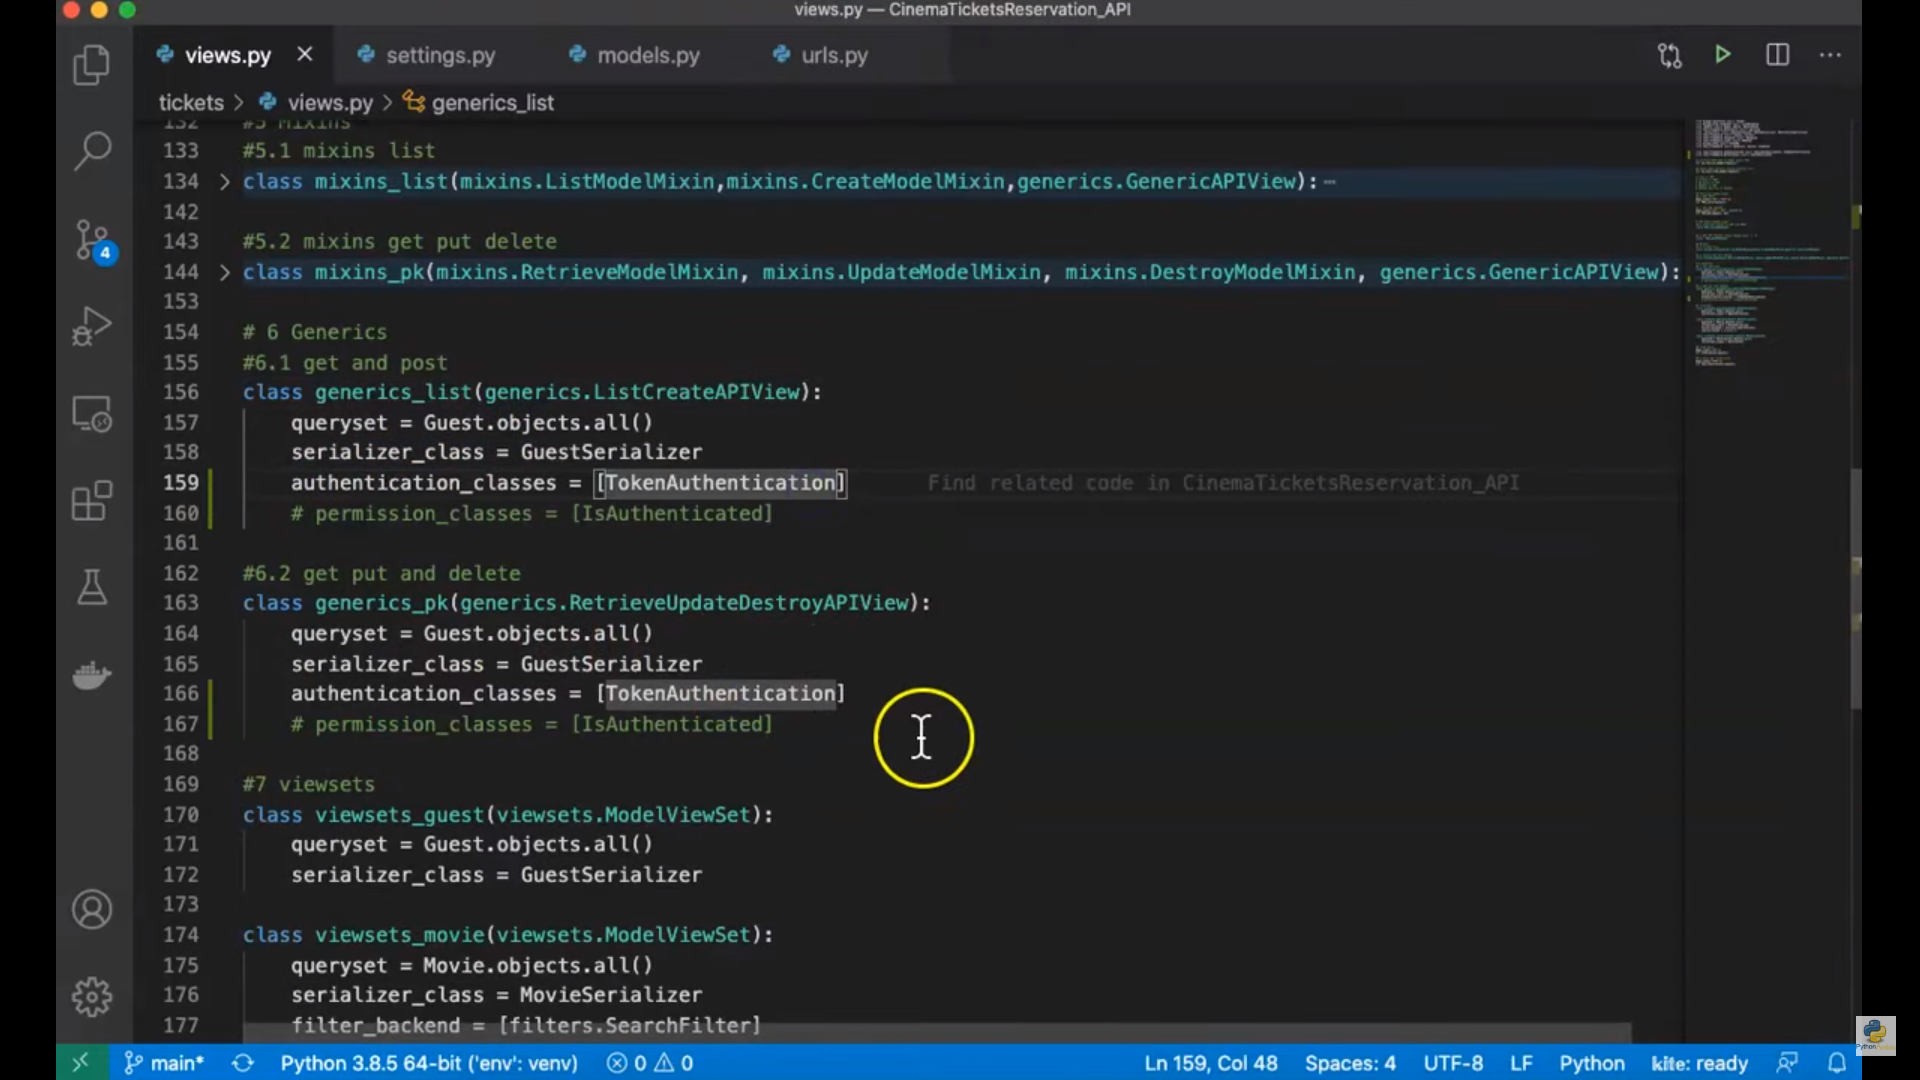 views.py — CinemaTicketsReservation_API
views.py
settings.py
models.py
urls.py
tickets > views.py > generics_list
132 #5 Mixins
133 #5.1 mixins list
134 > class mixins_list(mixins.ListModelMixin,mixins.CreateModelMixin,generics.GenericAPIView):
142
143 #5.2 mixins get put delete
144 > class mixins_pk(mixins.RetrieveModelMixin, mixins.UpdateModelMixin, mixins.DestroyModelMixin, generics.GenericAPIView):
153
154 # 6 Generics
155 #6.1 get and post
156 class generics_list(generics.ListCreateAPIView):
157 queryset = Guest.objects.all()
158 serializer_class = GuestSerializer
159 authentication_classes = [TokenAuthentication] Find related code in CinemaTicketsReservation_API
160 # permission_classes = [IsAuthenticated]
161
162 #6.2 get put and delete
163 class generics_pk(generics.RetrieveUpdateDestroyAPIView):
164 queryset = Guest.objects.all()
165 serializer_class = GuestSerializer
166 authentication_classes = [TokenAuthentication]
167 # permission_classes = [IsAuthenticated]
168
169 #7 viewsets
170 class viewsets_guest(viewsets.ModelViewSet):
171 queryset = Guest.objects.all()
172 serializer_class = GuestSerializer
173
174 class viewsets_movie(viewsets.ModelViewSet):
175 queryset = Movie.objects.all()
176 serializer_class = MovieSerializer
177 filter_backend = [filters.SearchFilter]
4
main* Python 3.8.5 64-bit ('env': venv) 0 0 Ln 159, Col 48 Spaces: 4 UTF-8 LF Python kite: ready